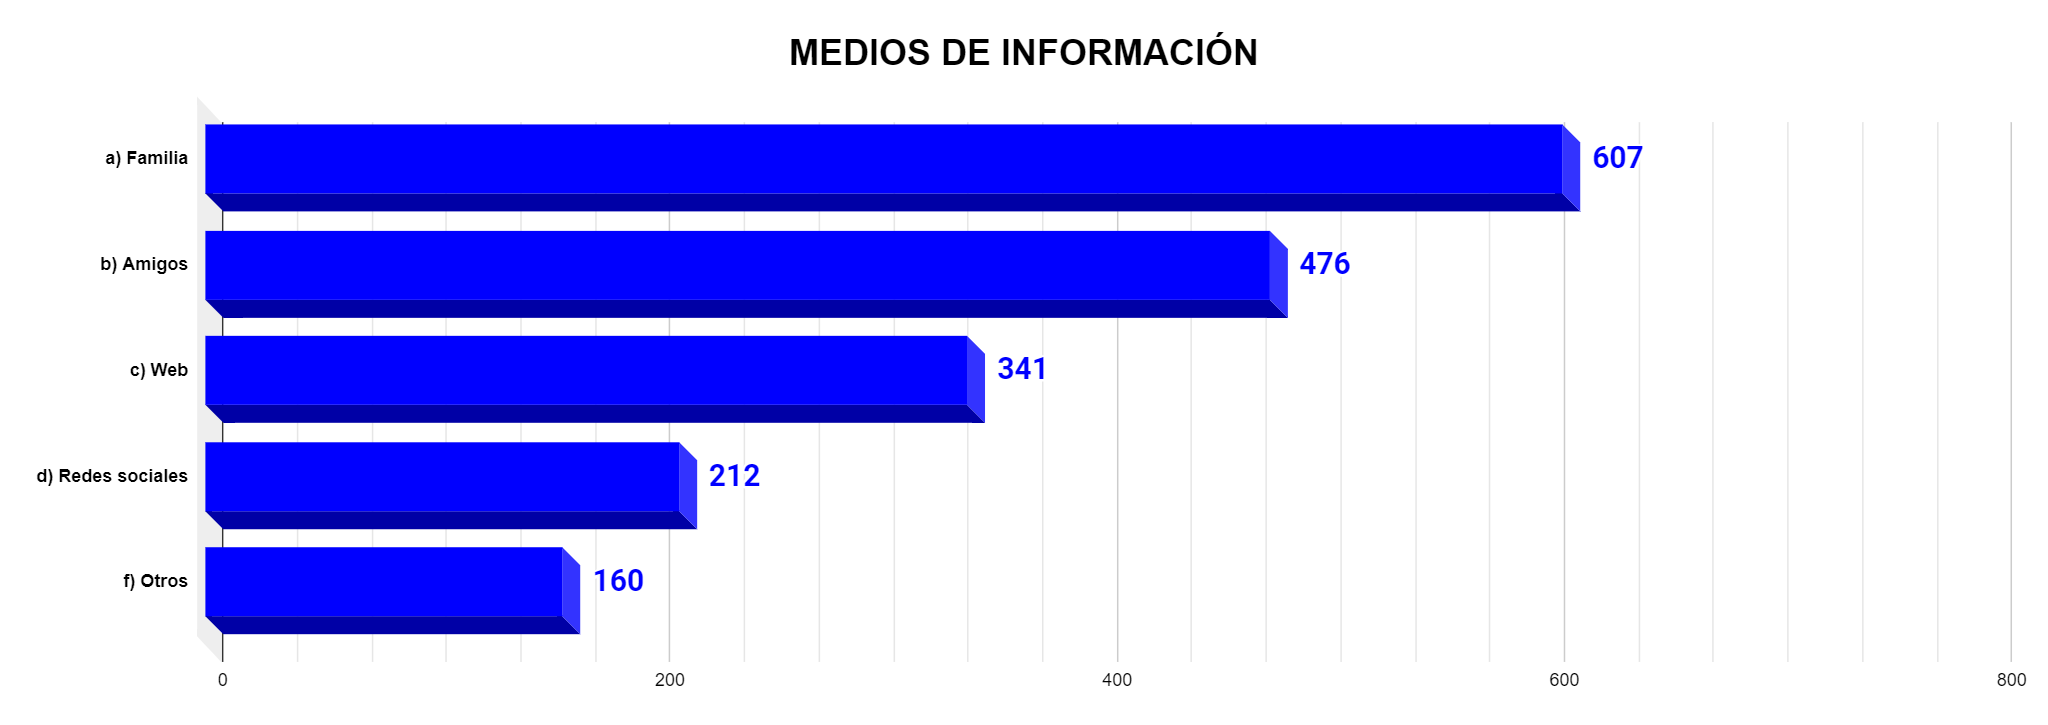 MEDIOS DE INFORMACIÓN
a) Familia 607
b) Amigos 476
c) Web 341
d) Redes sociales 212
f) Otros 160
0 200 400 600 800